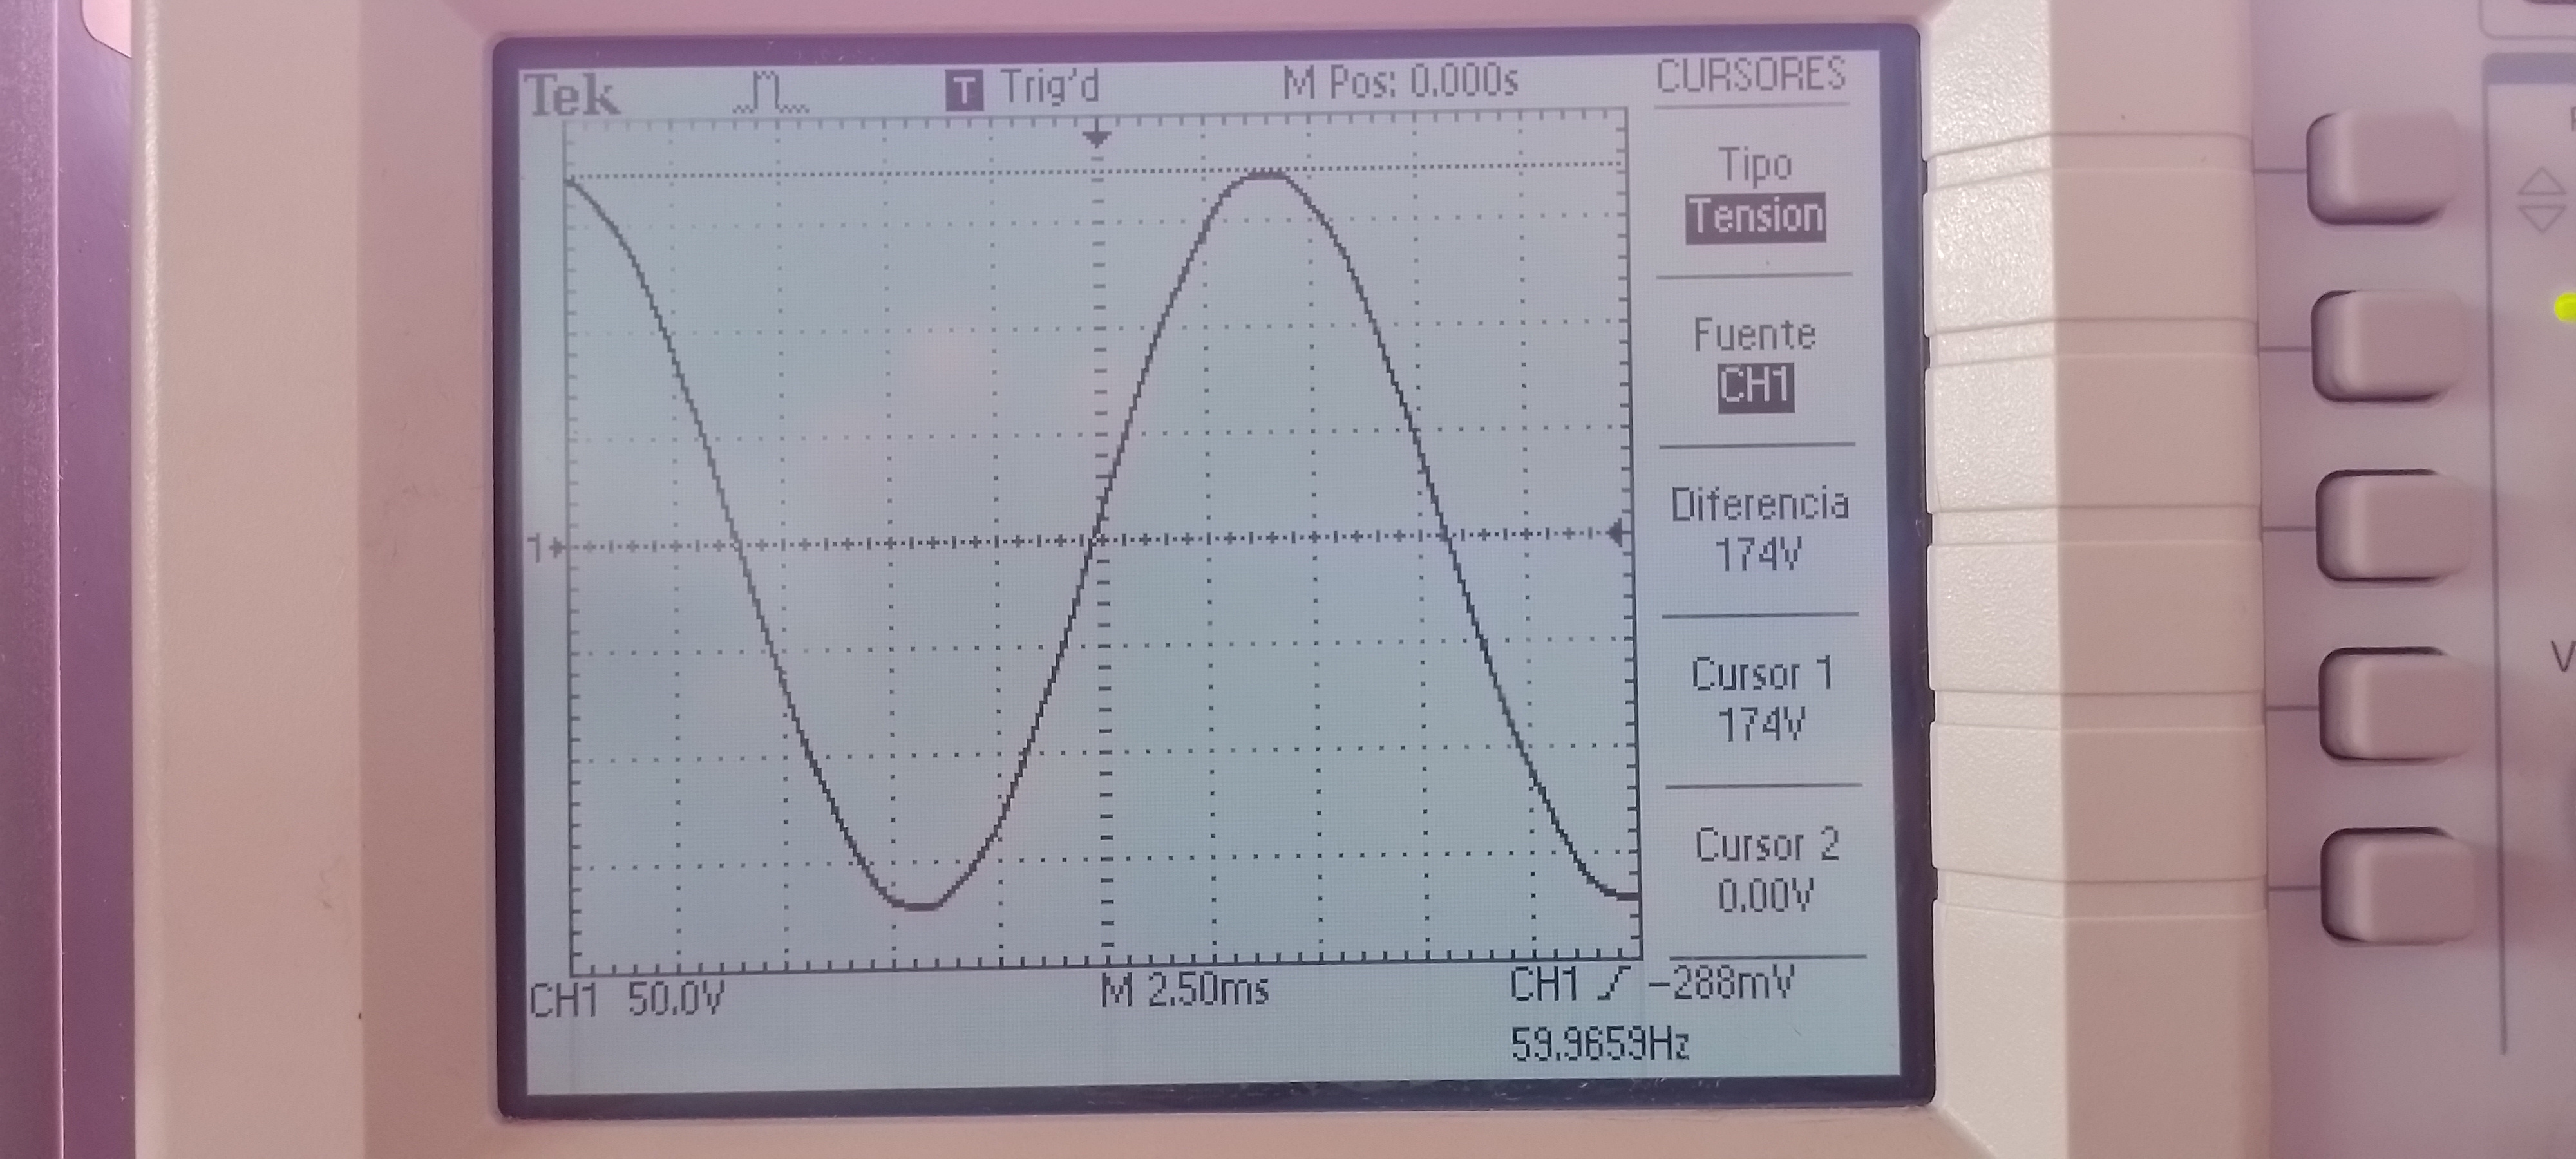 Tek T Trig'd M Pos: 0.000s CURSORES
Tipo
Tension
Fuente
CH1
Diferencia
174V
Cursor 1
174V
Cursor 2
0.00V
1
CH1 50.0V M 2.50ms CH1 -288mV
59.9659Hz
V